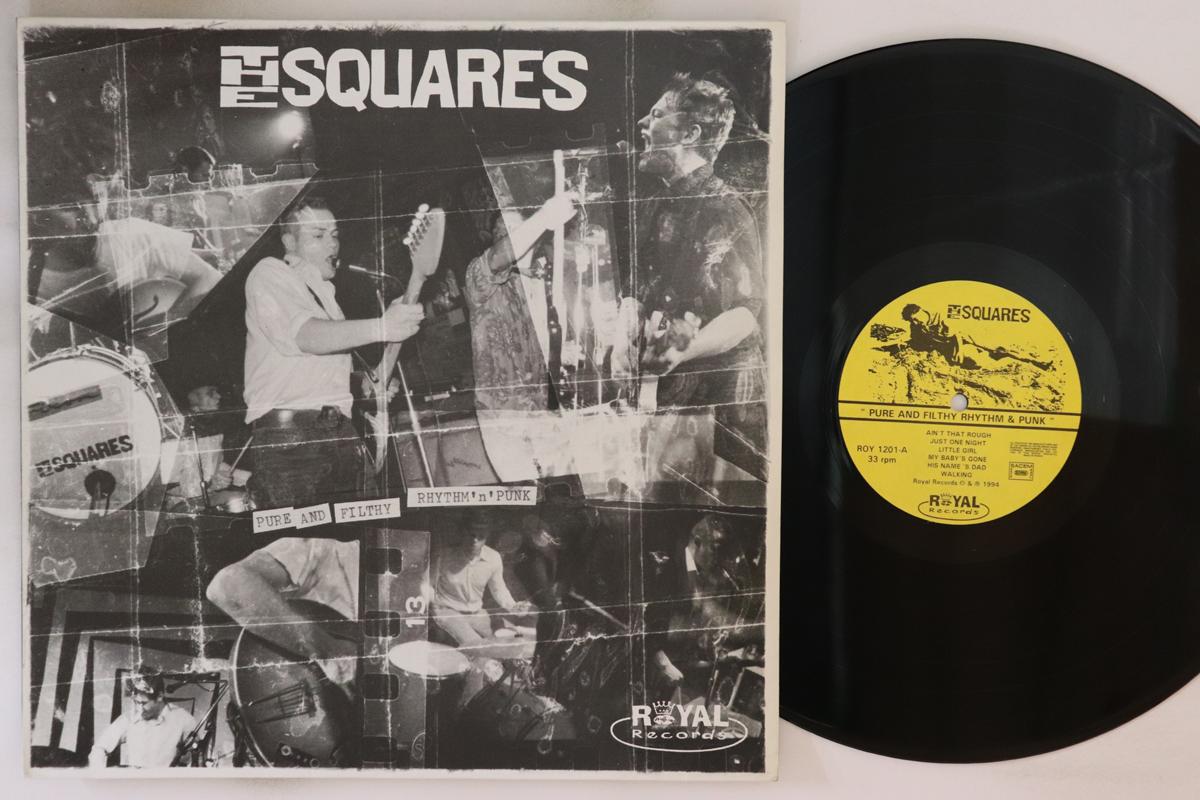 THE SQUARES
THE SQUARES
PURE AND FILTHY RHYTHM'n'PUNK
13
ROYAL
Records
THE SQUARES
" PURE AND FILTHY RHYTHM & PUNK "
ROY 1201-A
33 rpm
AIN'T THAT ROUGH
JUST ONE NIGHT
LITTLE GIRL
MY BABY'S GONE
HIS NAME 'S DAD
WALKING
Royal Records © & ℗ 1994
SACEM
ROYAL
Records